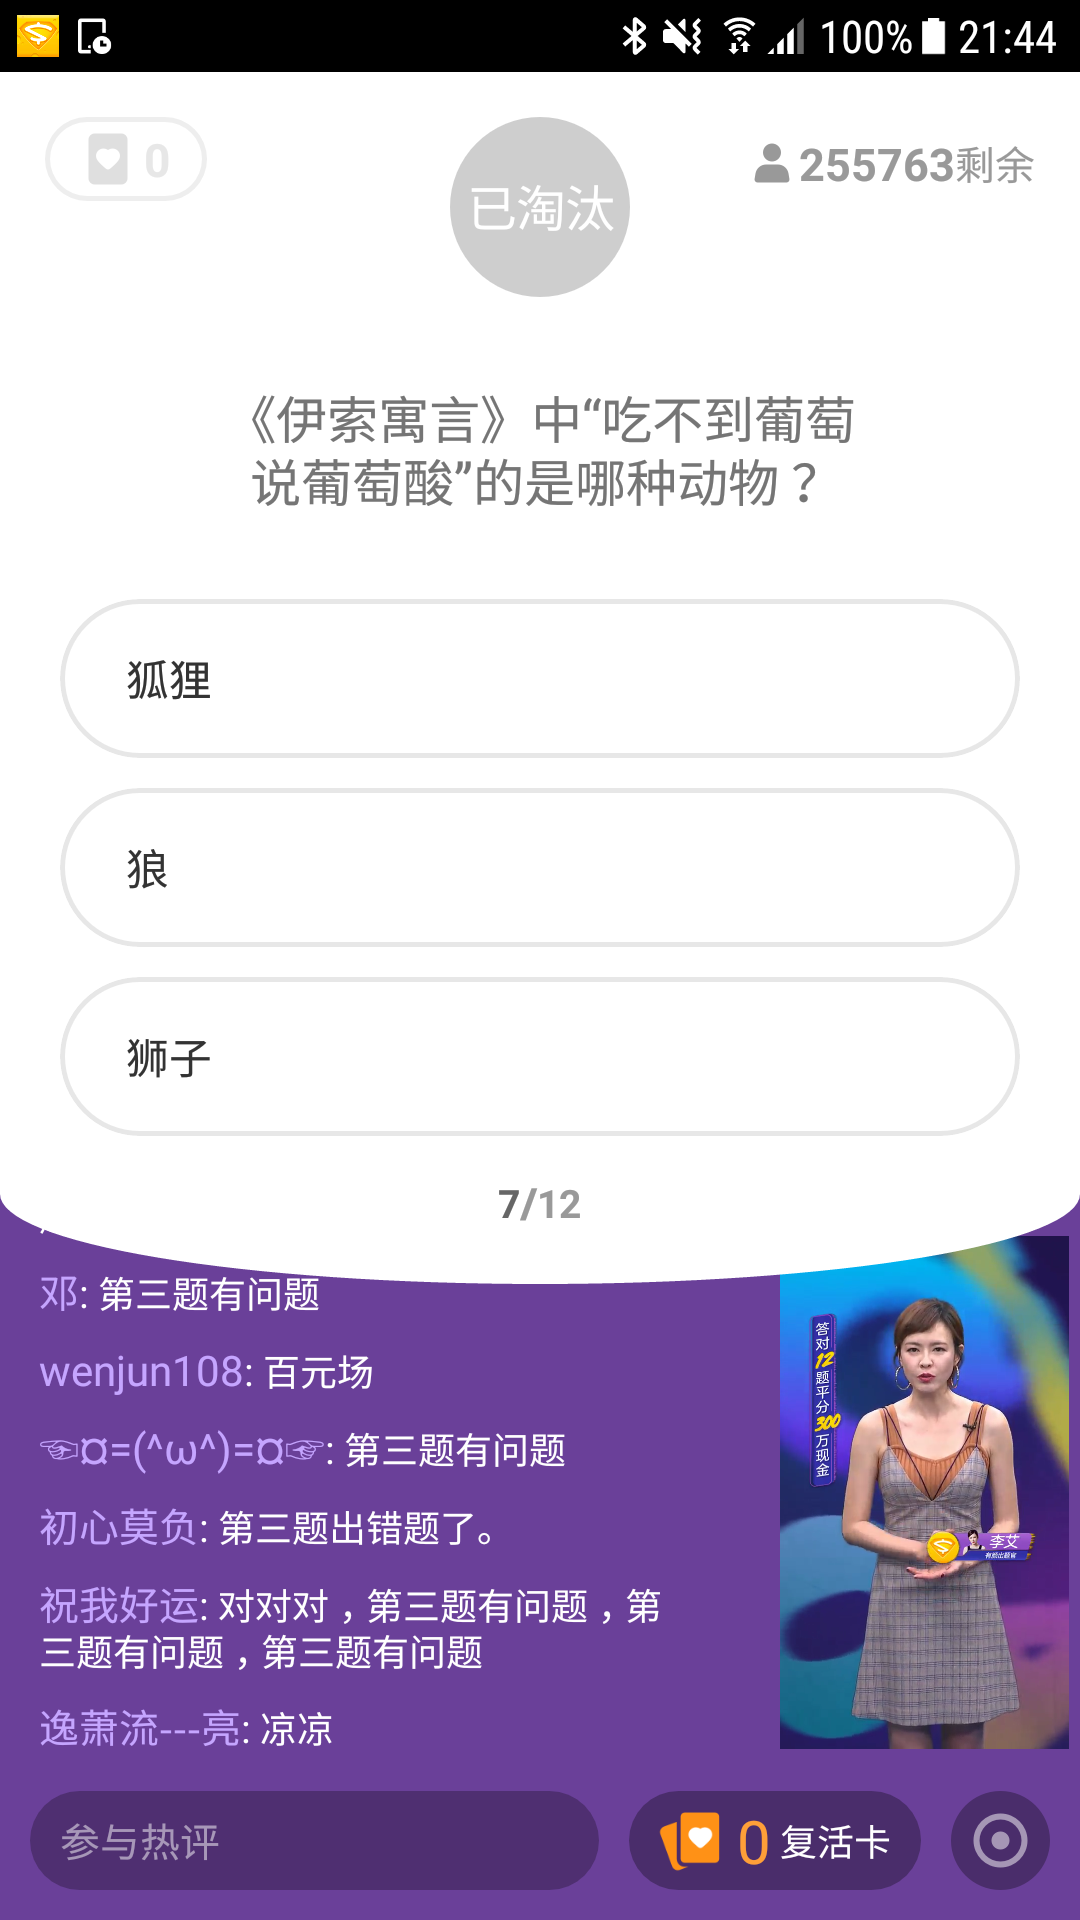 100% 21:44
0
已淘汰
255763剩余
《伊索寓言》中“吃不到葡萄
说葡萄酸”的是哪种动物？
狐狸
狼
狮子
7/12
邓: 第三题有问题
wenjun108: 百元场
☜¤=(^ω^)=¤☞: 第三题有问题
初心莫负: 第三题出错题了。
祝我好运: 对对对，第三题有问题，第
三题有问题，第三题有问题
逸萧流---亮: 凉凉
答对12题平分300万现金
李艾
参与热评
0 复活卡